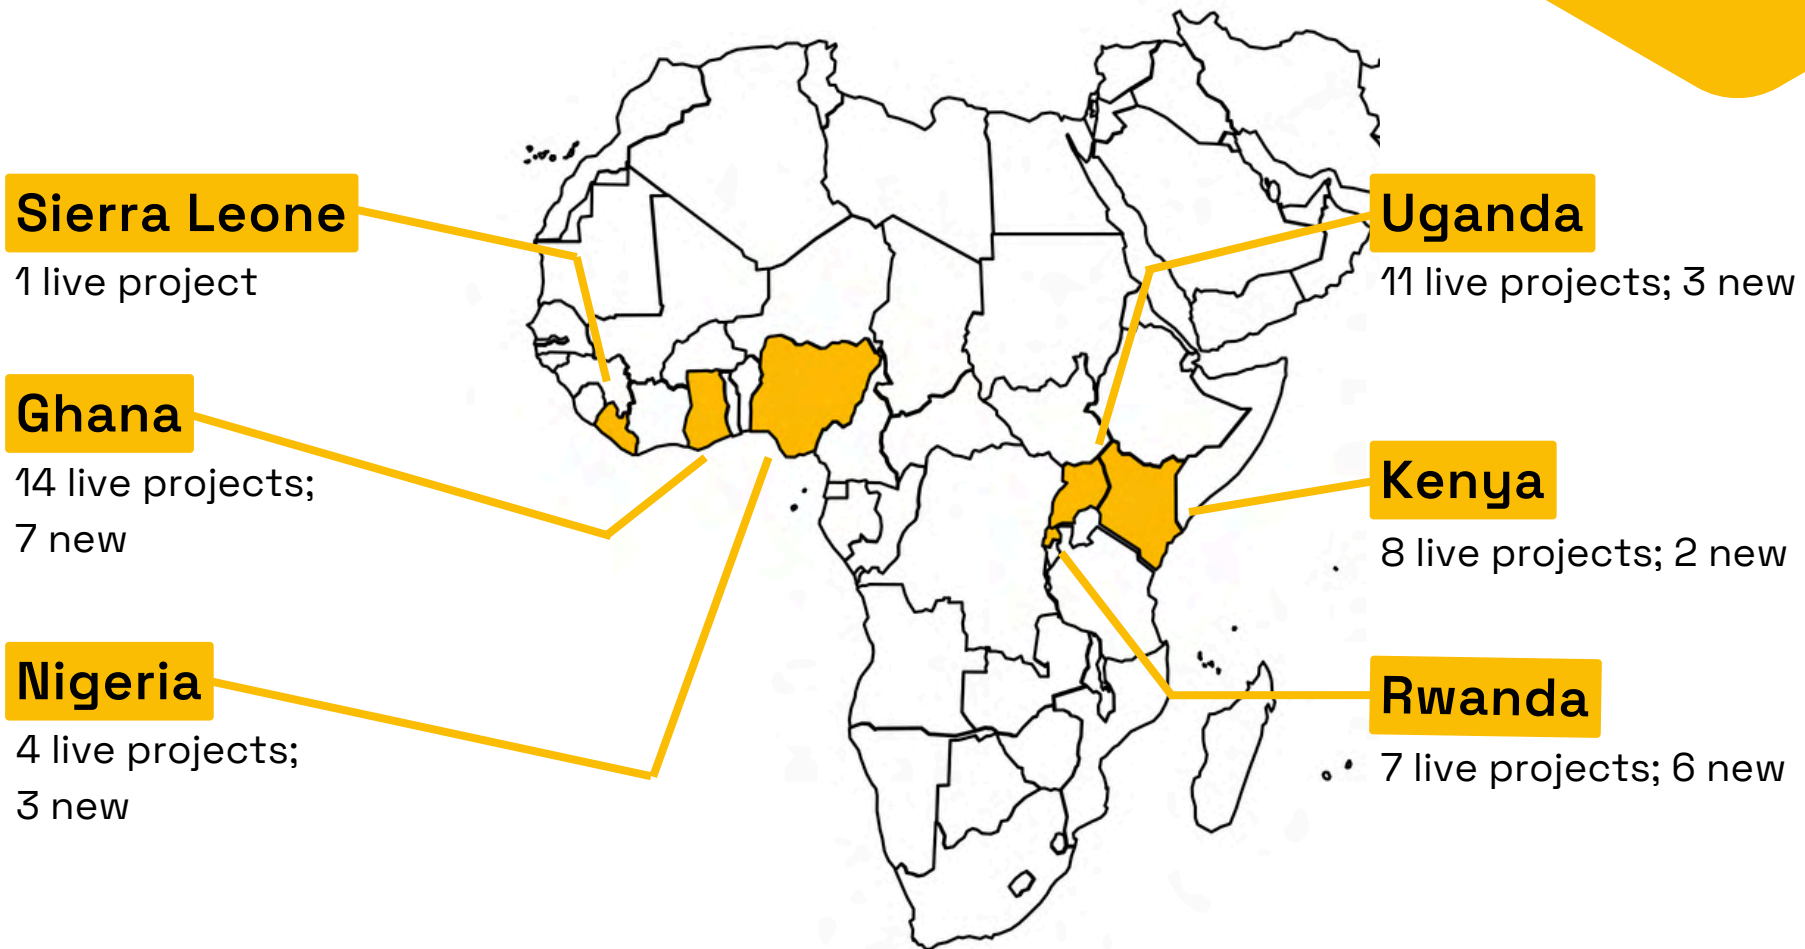 Sierra Leone
1 live project
Ghana
14 live projects;
7 new
Nigeria
4 live projects;
3 new
Uganda
11 live projects; 3 new
Kenya
8 live projects; 2 new
Rwanda
7 live projects; 6 new